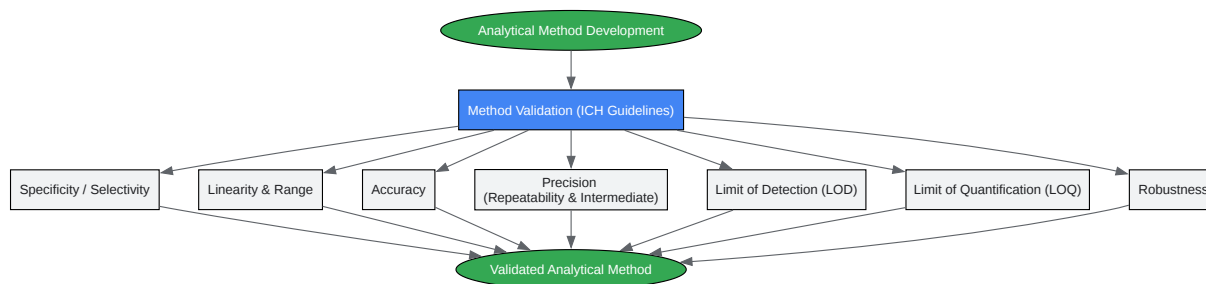 Analytical Method Development
Method Validation (ICH Guidelines)
Specificity / Selectivity
Linearity & Range
Accuracy
Precision
(Repeatability & Intermediate)
Limit of Detection (LOD)
Limit of Quantification (LOQ)
Robustness
Validated Analytical Method